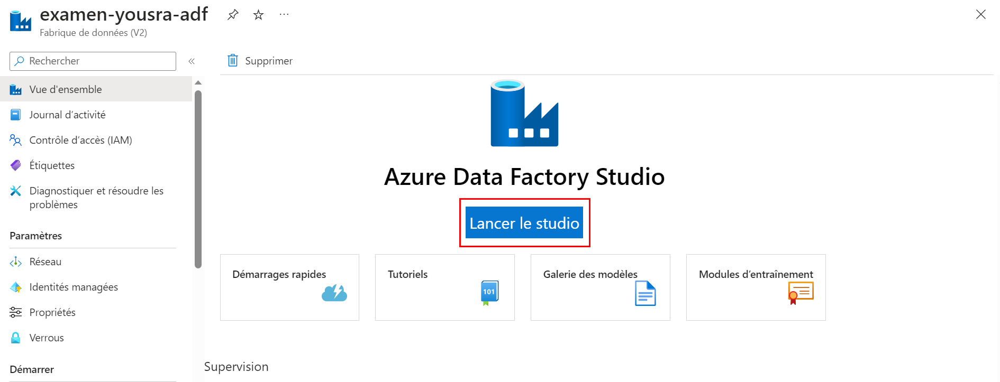 examen-yousra-adf
Fabrique de données (V2)
Rechercher
Supprimer
Vue d'ensemble
Journal d’activité
Contrôle d’accès (IAM)
Étiquettes
Diagnostiquer et résoudre les
problèmes
Paramètres
Réseau
Identités managées
Propriétés
Verrous
Démarrer
Azure Data Factory Studio
Lancer le studio
Démarrages rapides
Tutoriels
101
Galerie des modèles
Modules d’entraînement
Supervision